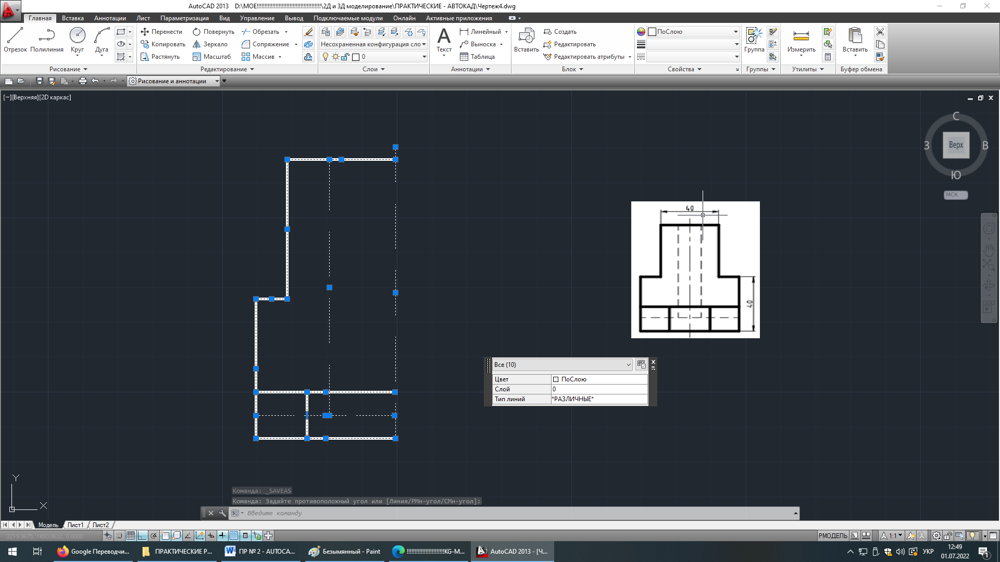 AutoCAD 2013 D:\МОЕ!!!!!!!!!!!!!!!!!!!!!!!!!!!!!!!!!!!!!!!!!\2Д и 3Д моделирование\ПРАКТИЧЕСКИЕ - АВТОКАД\Чертеж4.dwg
Главная Вставка Аннотации Лист Параметризация Вид Управление Вывод Подключаемые модули Онлайн Активные приложения
Отрезок Полилиния Круг Дуга
Рисование
Перенести Повернуть Обрезать
Копировать Зеркало Сопряжение
Растянуть Масштаб Массив
Редактирование
Несохраненная конфигурация сло
0
Слои
Текст
Линейный
Выноска
Таблица
Аннотации
Вставить
Создать
Редактировать
Редактировать атрибуты
Блок
ПоСлою
Свойства
Группа
Группы
Измерить
Утилиты
Вставить
Буфер обмена
Рисование и аннотации
[−][Верхняя][2D каркас]
С
З Верх В
Ю
МСК
40
40
Все (10)
Цвет ПоСлою
Слой 0
Тип линий *РАЗЛИЧНЫЕ*
Y
X
Команда: _SAVEAS
Команда: Задайте противоположный угол или [Линия/РМн-угол/СМн-угол]:
Введите команду
Модель Лист1 Лист2
3219.9675, 1480.0632, 0.0000
РМОДЕЛЬ 1:1
Google Переводчи...
ПРАКТИЧЕСКИЕ Р...
ПР № 2 - AUTOCA...
Безымянный - Paint
!!!!!!!!!!!!!!!!!!!!!!!!!KG-M...
AutoCAD 2013 - [Ч...
УКР
12:49
01.07.2022
1